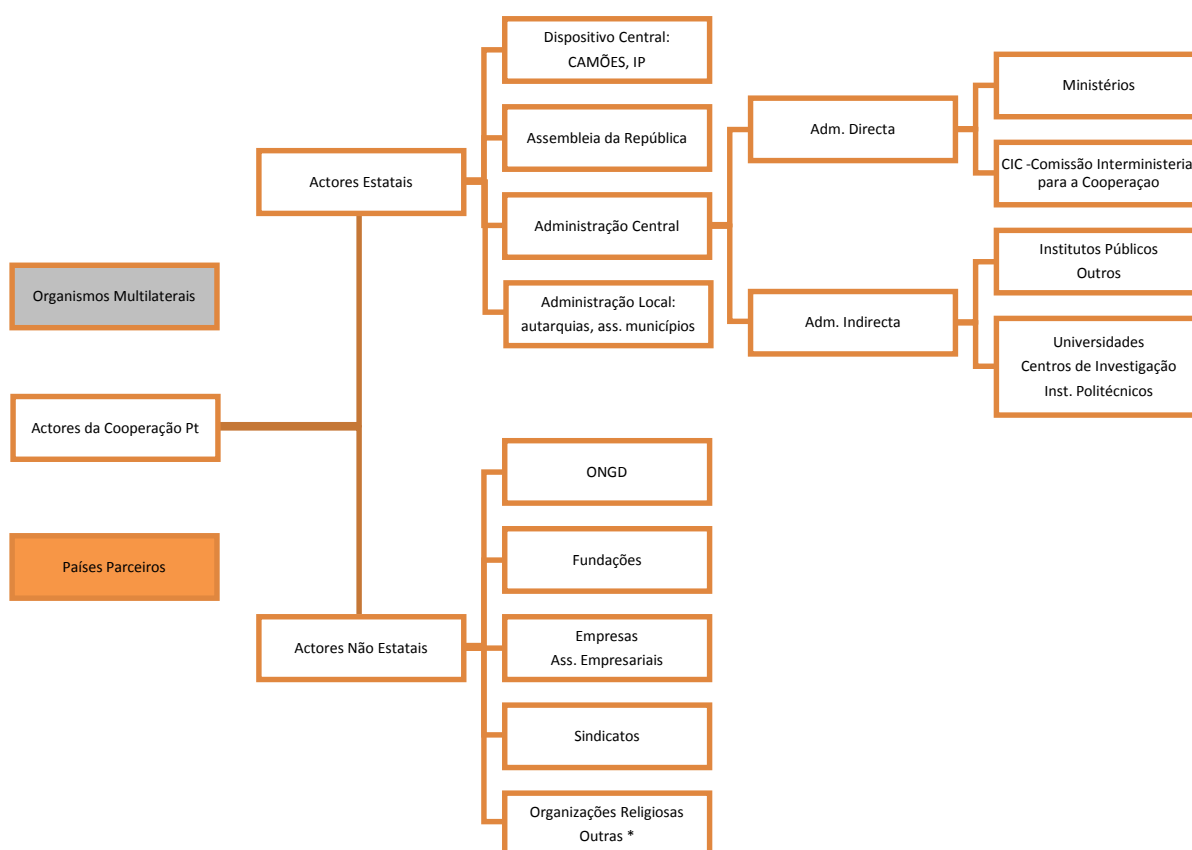 Dispositivo Central:
CAMÕES, IP
Assembleia da República
Actores Estatais
Administração Central
Administração Local:
autarquias, ass. municípios
Adm. Directa
Adm. Indirecta
Ministérios
CIC -Comissão Interministeria
para a Cooperaçao
Institutos Públicos
Outros
Universidades
Centros de Investigação
Inst. Politécnicos
Organismos Multilaterais
Actores da Cooperação Pt
Países Parceiros
Actores Não Estatais
ONGD
Fundações
Empresas
Ass. Empresariais
Sindicatos
Organizações Religiosas
Outras *